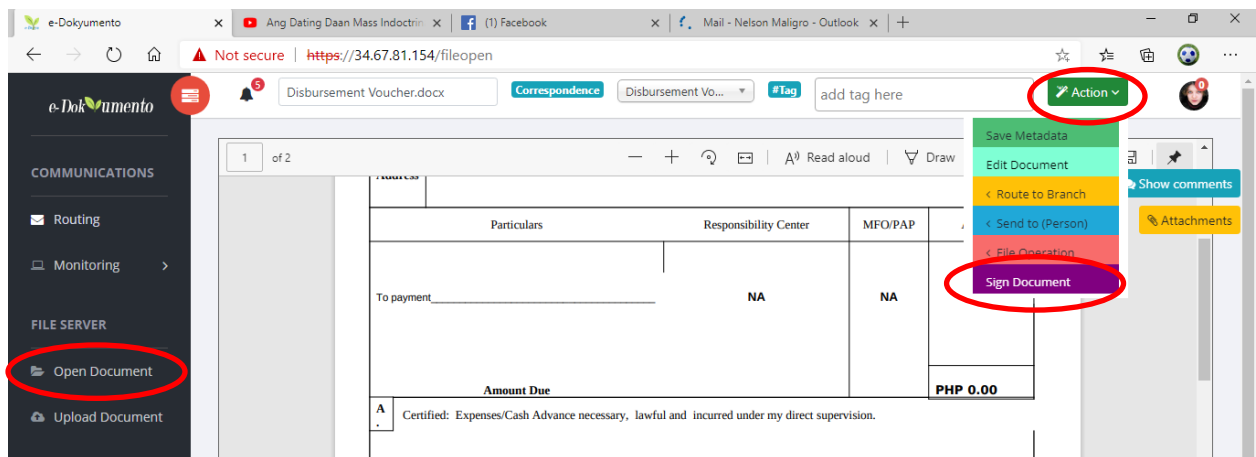 e-Dokyumento
Ang Dating Daan Mass Indoctrin
(1) Facebook
Mail - Nelson Maligro - Outlook
Not secure | https://34.67.81.154/fileopen
e-Dokyumento
5
Disbursement Voucher.docx
Correspondence
Disbursement Vo...
#Tag
add tag here
Action
0
Save Metadata
Edit Document
< Route to Branch
< Send to (Person)
< File Operation
Sign Document
1 of 2
Read aloud
Draw
Show comments
Attachments
COMMUNICATIONS
Routing
Monitoring >
FILE SERVER
Open Document
Upload Document
Address
Particulars Responsibility Center MFO/PAP
To payment________________________________________ NA NA
Amount Due PHP 0.00
A
.
Certified: Expenses/Cash Advance necessary, lawful and incurred under my direct supervision.